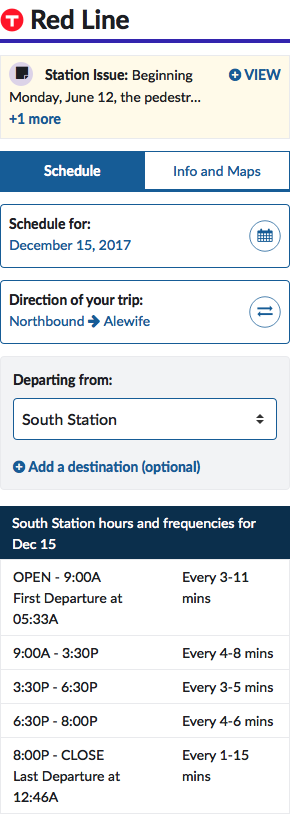 T Red Line
Station Issue: Beginning
VIEW
Monday, June 12, the pedestr...
+1 more
Schedule
Info and Maps
Schedule for:
December 15, 2017
Direction of your trip:
Northbound → Alewife
Departing from:
South Station
Add a destination (optional)
South Station hours and frequencies for
Dec 15
OPEN - 9:00A Every 3-11
First Departure at mins
05:33A
9:00A - 3:30P Every 4-8 mins
3:30P - 6:30P Every 3-5 mins
6:30P - 8:00P Every 4-6 mins
8:00P - CLOSE Every 1-15
Last Departure at mins
12:46A